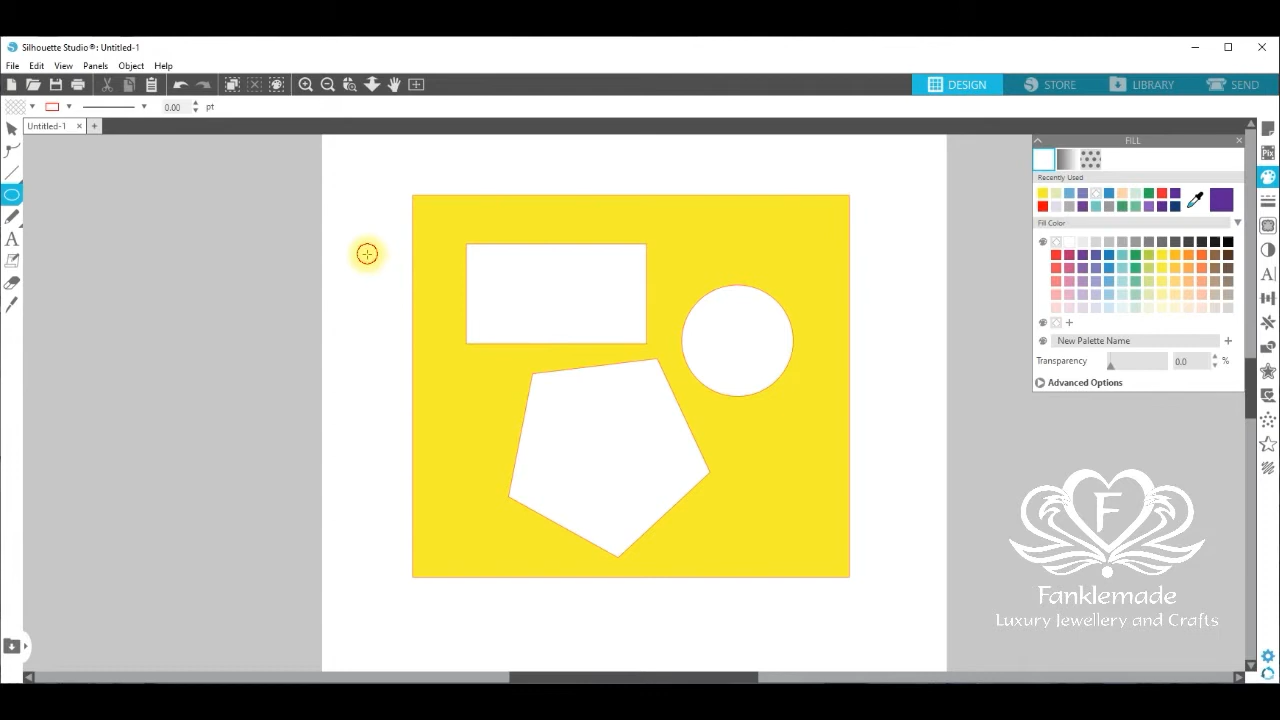 Silhouette Studio®: Untitled-1
File Edit View Panels Object Help
DESIGN STORE LIBRARY SEND
0.00 pt
Untitled-1
FILL
Pix
Recently Used
Fill Color
New Palette Name
Transparency 0.0 %
Advanced Options
F
Fanklemade
Luxury Jewellery and Crafts